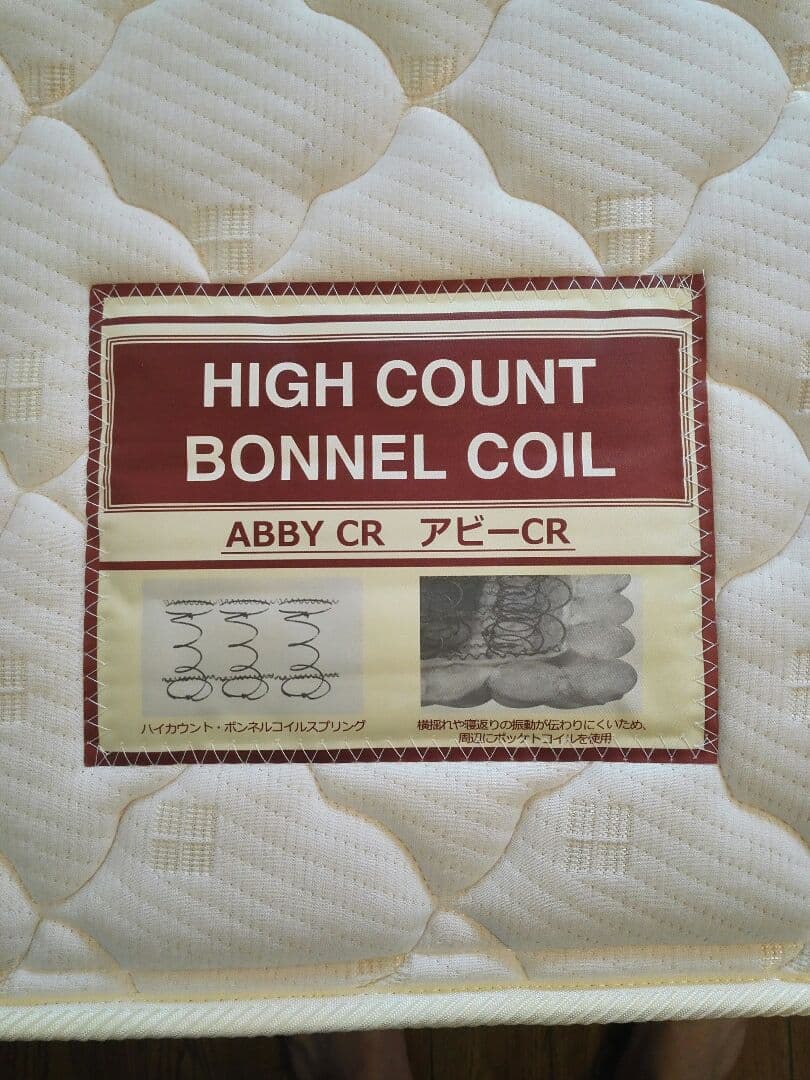 HIGH COUNT
BONNEL COIL
ABBY CR アビーCR
ハイカウント・ボンネルコイルスプリング
横揺れや寝返りの振動が伝わりにくいため、
周辺にポケットコイルを使用